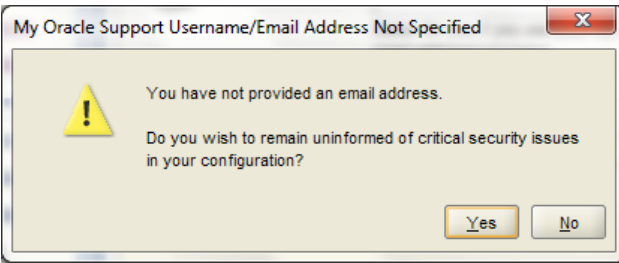 My Oracle Support Username/Email Address Not Specified
You have not provided an email address.
Do you wish to remain uninformed of critical security issues
in your configuration?
Yes
No